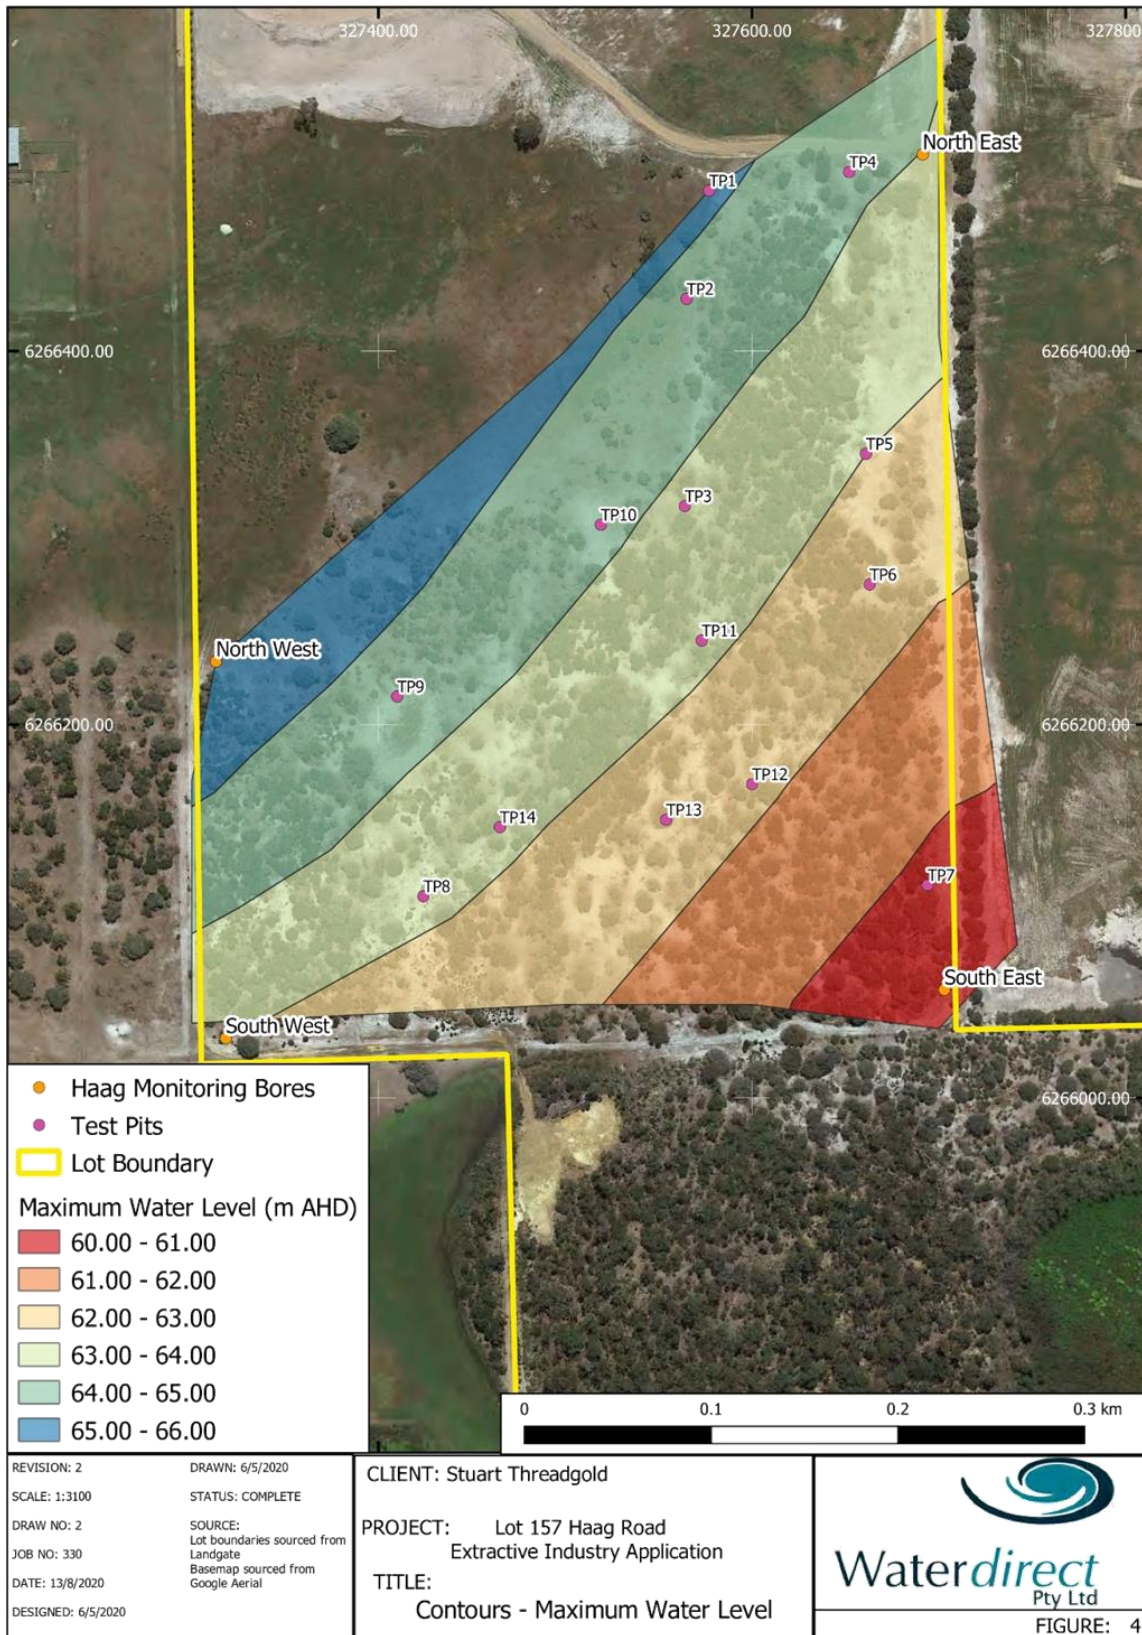 327400.00
327600.00
327800
North East
TP4
TP1
TP2
6266400.00
6266400.00
TP5
TP3
TP10
TP6
TP11
North West
TP9
6266200.00
6266200.00
TP12
TP13
TP14
TP7
TP8
South East
South West
6266000.00
Haag Monitoring Bores
Test Pits
Lot Boundary
Maximum Water Level (m AHD)
60.00 - 61.00
61.00 - 62.00
62.00 - 63.00
63.00 - 64.00
64.00 - 65.00
65.00 - 66.00
0 0.1 0.2 0.3 km
REVISION: 2
SCALE: 1:3100
DRAW NO: 2
JOB NO: 330
DATE: 13/8/2020
DESIGNED: 6/5/2020
DRAWN: 6/5/2020
STATUS: COMPLETE
SOURCE:
Lot boundaries sourced from
Landgate
Basemap sourced from
Google Aerial
CLIENT: Stuart Threadgold
PROJECT: Lot 157 Haag Road
Extractive Industry Application
TITLE:
Contours - Maximum Water Level
Waterdirect
Pty Ltd
FIGURE: 4